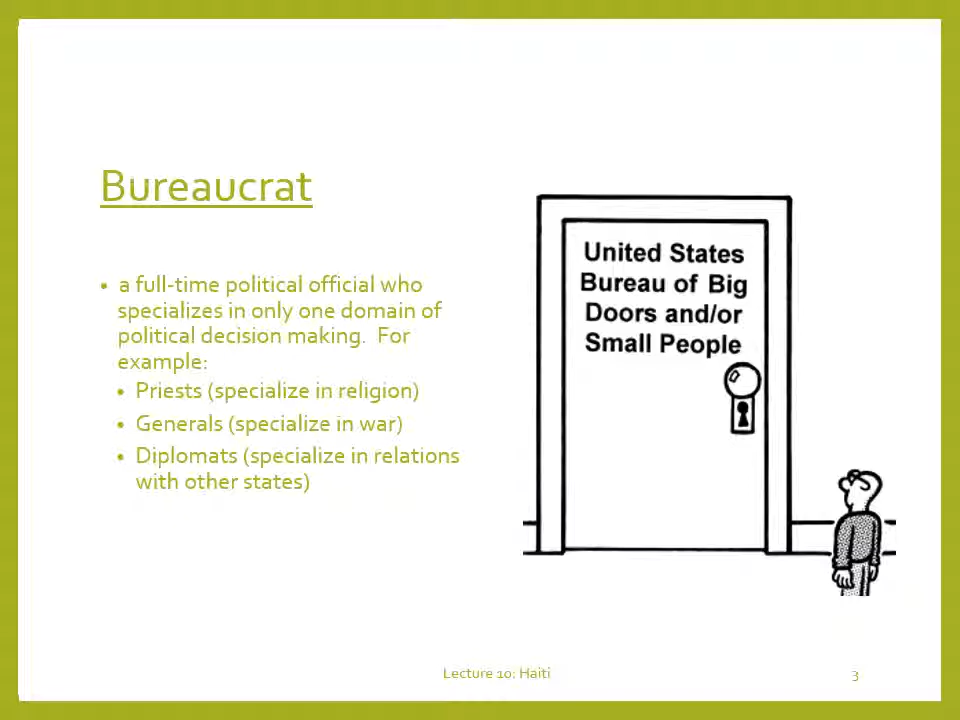 Bureaucrat
• a full-time political official who
specializes in only one domain of
political decision making.  For
example:
• Priests (specialize in religion)
• Generals (specialize in war)
• Diplomats (specialize in relations
with other states)
United States
Bureau of Big
Doors and/or
Small People
Lecture 10: Haiti
3